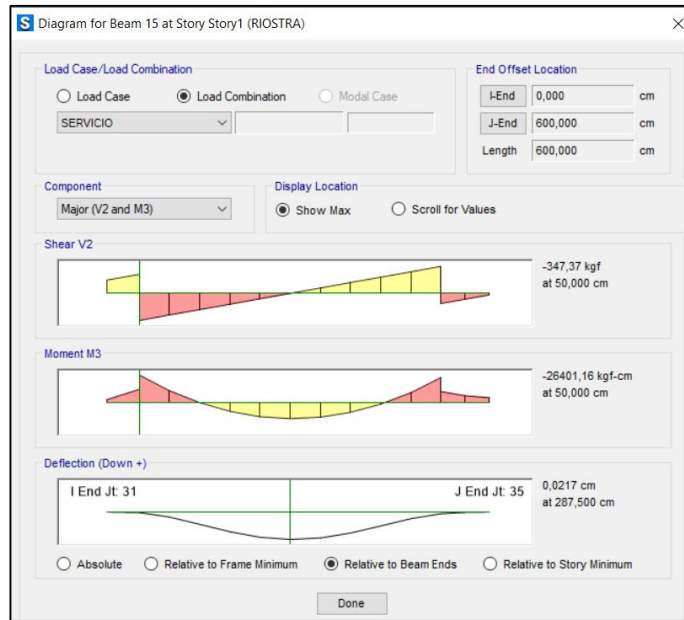 S Diagram for Beam 15 at Story Story1 (RIOSTRA)
Load Case/Load Combination
Load Case Load Combination Modal Case
SERVICIO
End Offset Location
I-End 0,000 cm
J-End 600,000 cm
Length 600,000 cm
Component
Major (V2 and M3)
Display Location
Show Max Scroll for Values
Shear V2
-347,37 kgf
at 50,000 cm
Moment M3
-26401,16 kgf-cm
at 50,000 cm
Deflection (Down +)
I End Jt: 31 J End Jt: 35
0,0217 cm
at 287,500 cm
Absolute Relative to Frame Minimum Relative to Beam Ends Relative to Story Minimum
Done